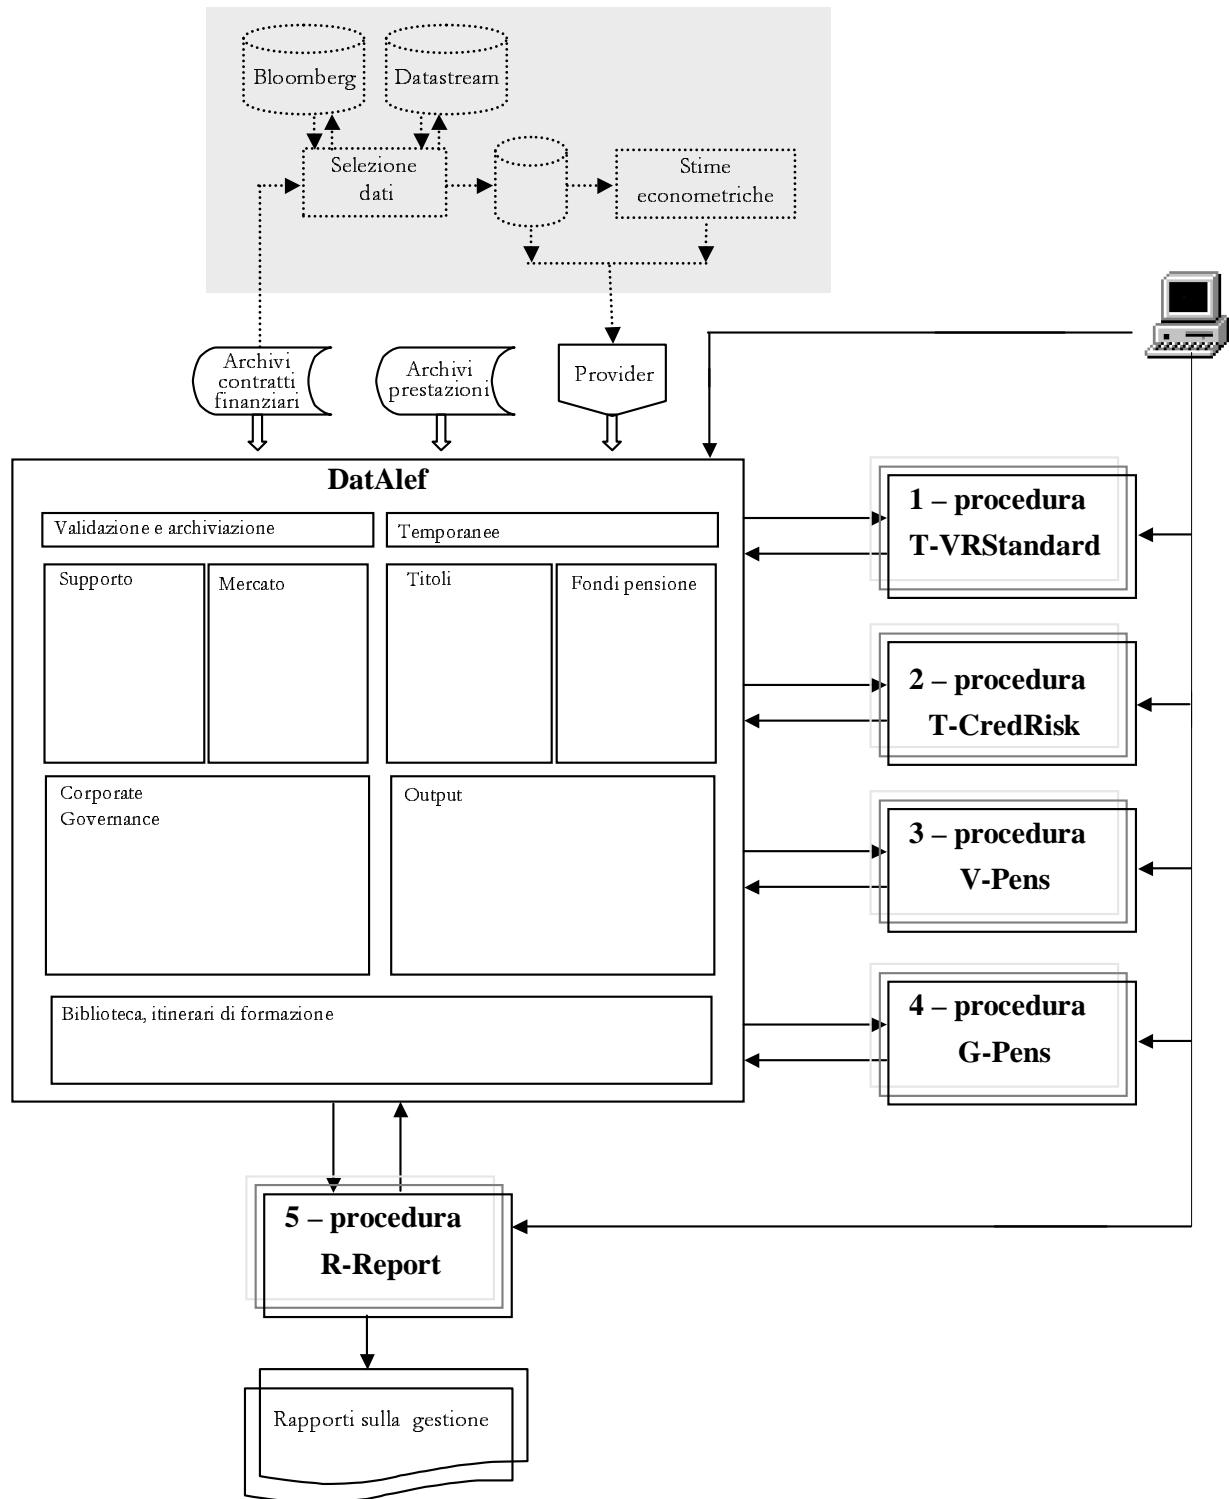 Bloomberg
Datastream
Selezione
dati
Stime
econometriche
Archivi
contratti
finanziari
Archivi
prestazioni
Provider
DatAlef
Validazione e archiviazione
Temporanee
Supporto
Mercato
Titoli
Fondi pensione
Corporate
Governance
Output
Biblioteca, itinerari di formazione
1 – procedura
T-VRStandard
2 – procedura
T-CredRisk
3 – procedura
V-Pens
4 – procedura
G-Pens
5 – procedura
R-Report
Rapporti sulla gestione